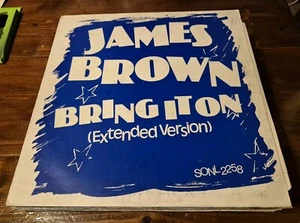 JAMES
BROWN
BRING IT ON
(Extended Version)
SONL-2258